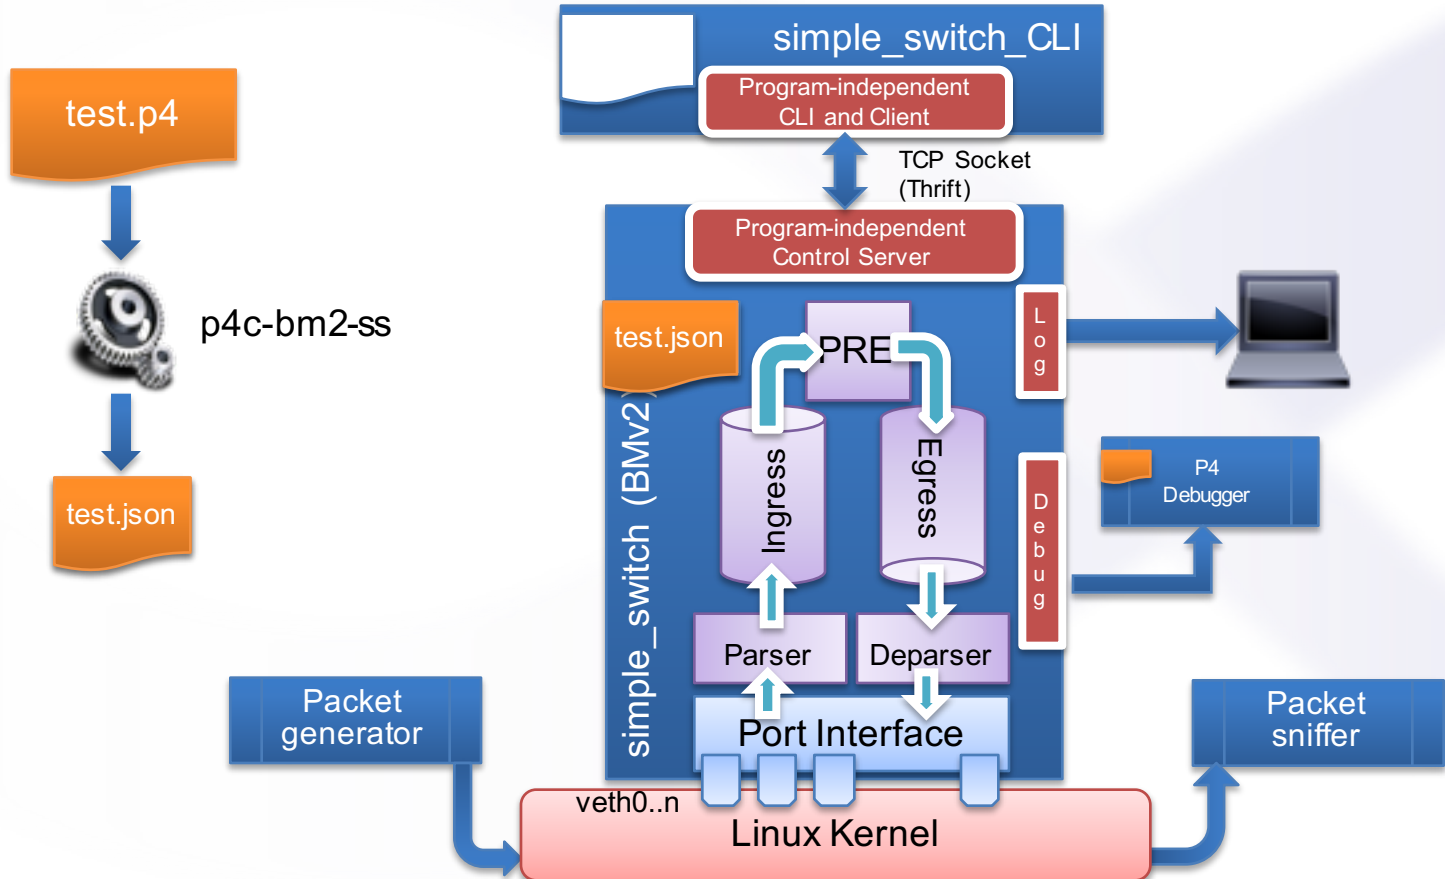 simple_switch_CLI
Program-independent
CLI and Client
test.p4
TCP Socket
(Thrift)
Program-independent
Control Server
p4c-bm2-ss
test.json
PRE
Log
simple_switch (BMv2)
Ingress
Egress
P4
Debugger
Debug
test.json
Parser
Deparser
Packet
generator
Port Interface
Packet
sniffer
veth0..n
Linux Kernel